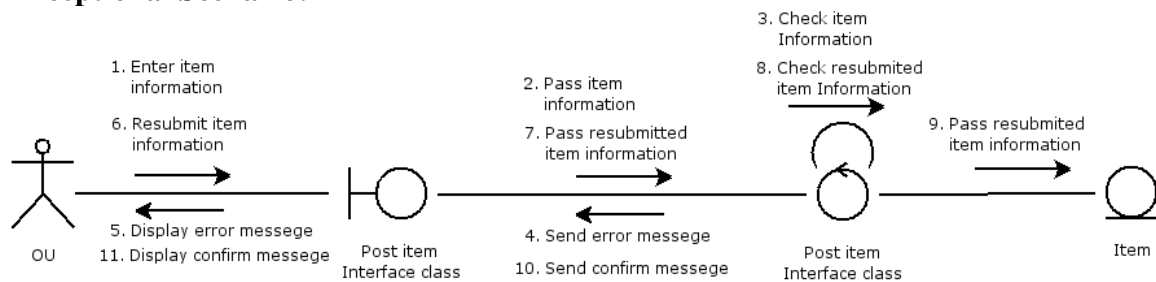 3. Check item
Information
8. Check resubmited
item Information
1. Enter item
information
6. Resubmit item
information
2. Pass item
information
7. Pass resubmitted
item information
9. Pass resubmited
item information
5. Display error messege
11. Display confirm messege
4. Send error messege
10. Send confirm messege
OU
Post item
Interface class
Post item
Interface class
Item